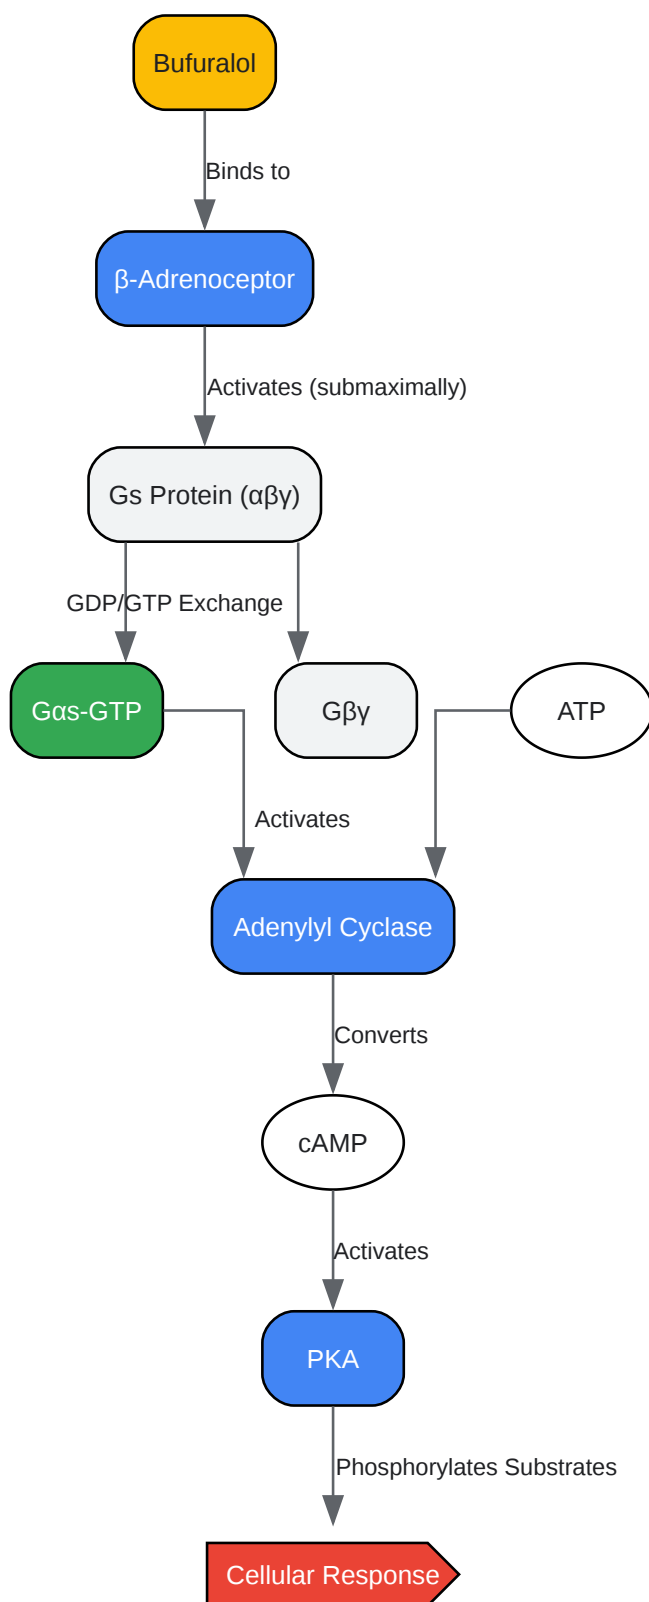 Bufuralol
Binds to
β-Adrenoceptor
Activates (submaximally)
Gs Protein (αβγ)
GDP/GTP Exchange
Gαs-GTP
Gβγ
ATP
Activates
Adenylyl Cyclase
Converts
cAMP
Activates
PKA
Phosphorylates Substrates
Cellular Response